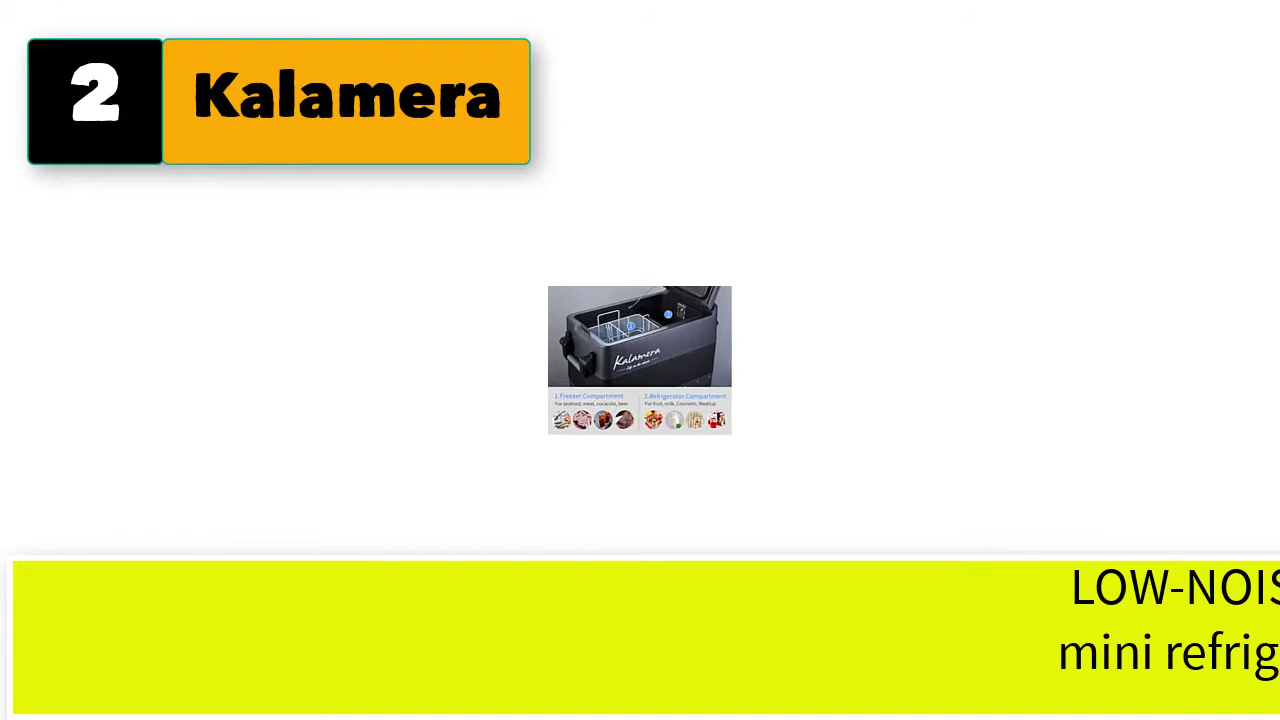 2 Kalamera
Kalamera
1.Freezer Compartment
For seafood, meat, cocacola, beer
2.Refrigerator Compartment
For fruit, milk, Cosmetic, Medical
LOW-NOIS
mini refrig